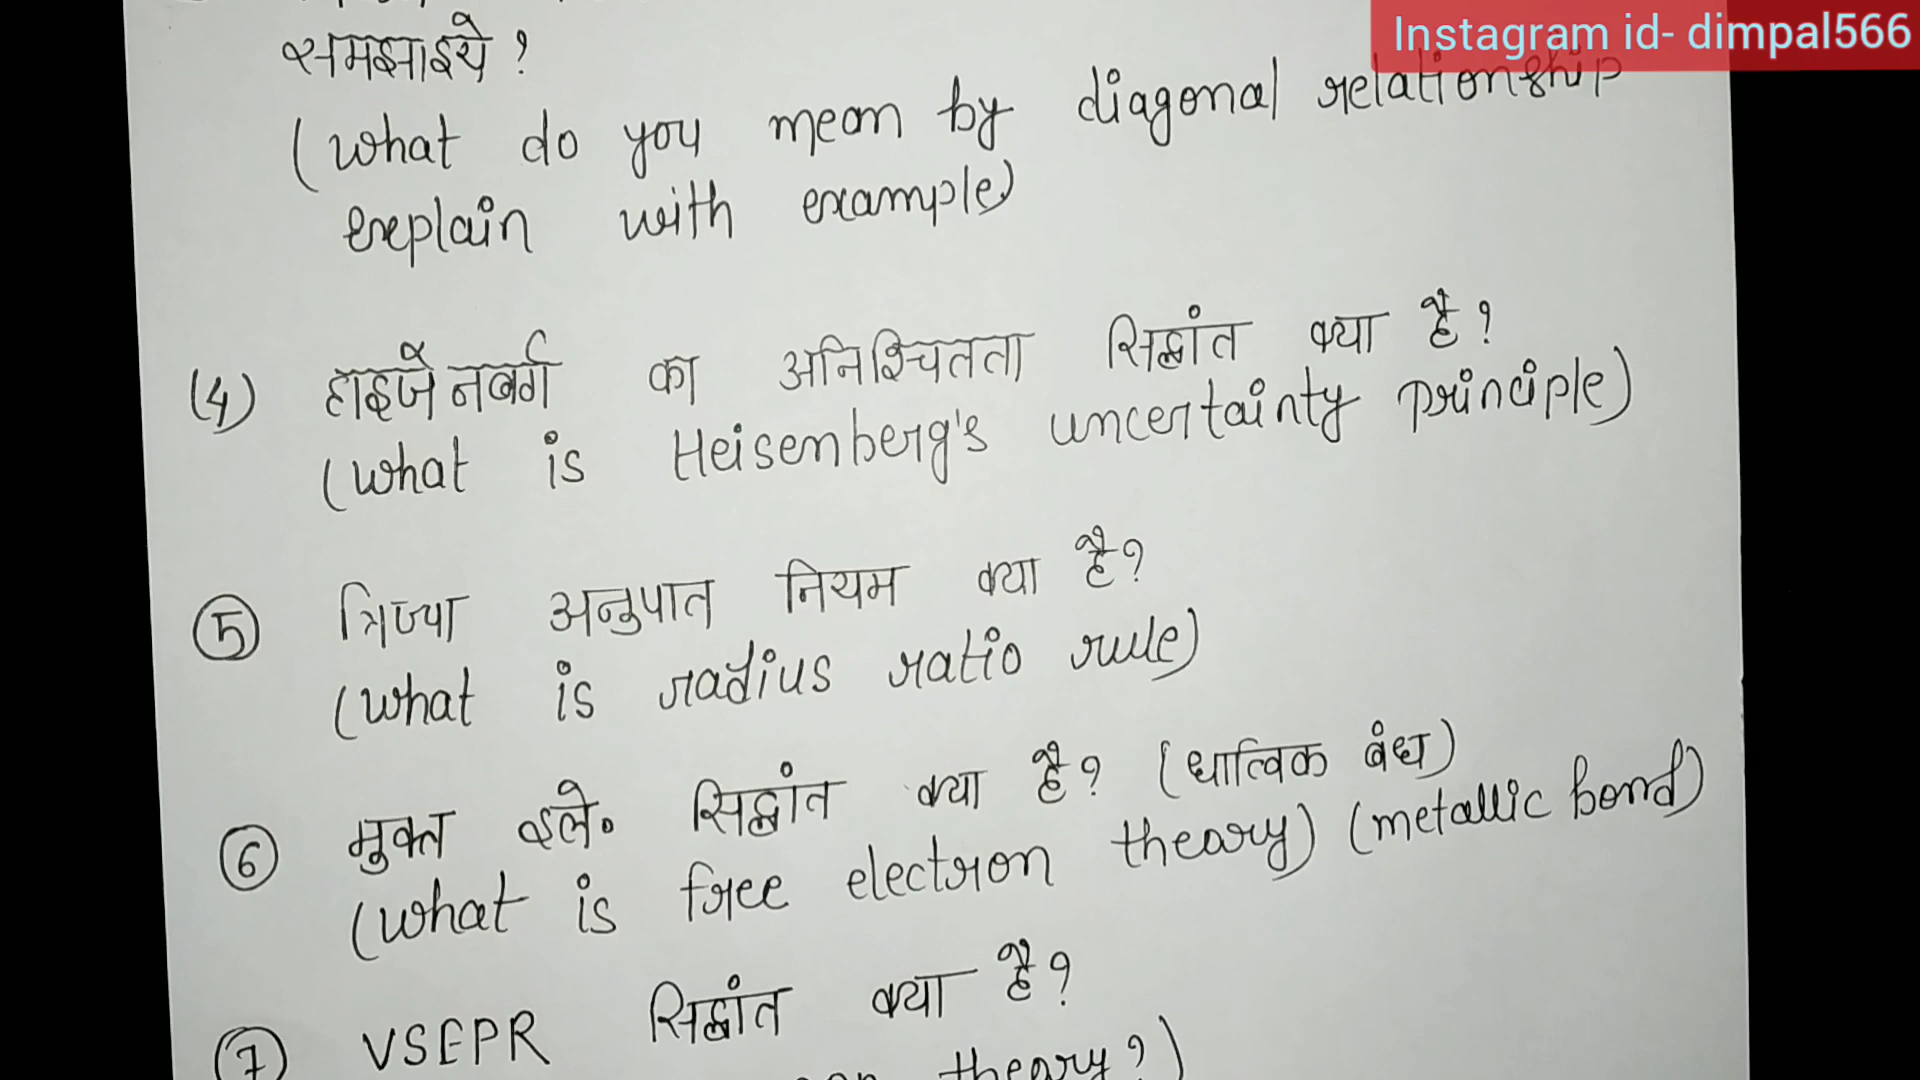 Instagram id- dimpal566
समझाइये ?
(what do you mean by diagonal relationship
explain with example)
(4) हाइजेनबर्ग का अनिश्चितता सिद्धांत क्या है ?
(what is Heisenberg's uncertainty principle)
5 त्रिज्या अनुपात नियम क्या है?
(what is radius ratio rule)
6 मुक्त इले० सिद्धांत क्या है? (धात्विक बंध)
(what is free electron theory) (metallic bond)
7 VSEPR सिद्धांत क्या है?
theory?)